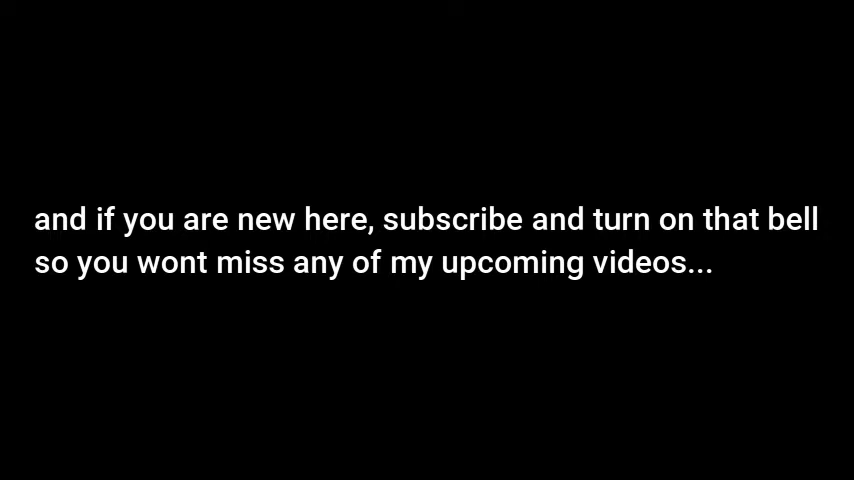 and if you are new here, subscribe and turn on that bell
so you wont miss any of my upcoming videos...